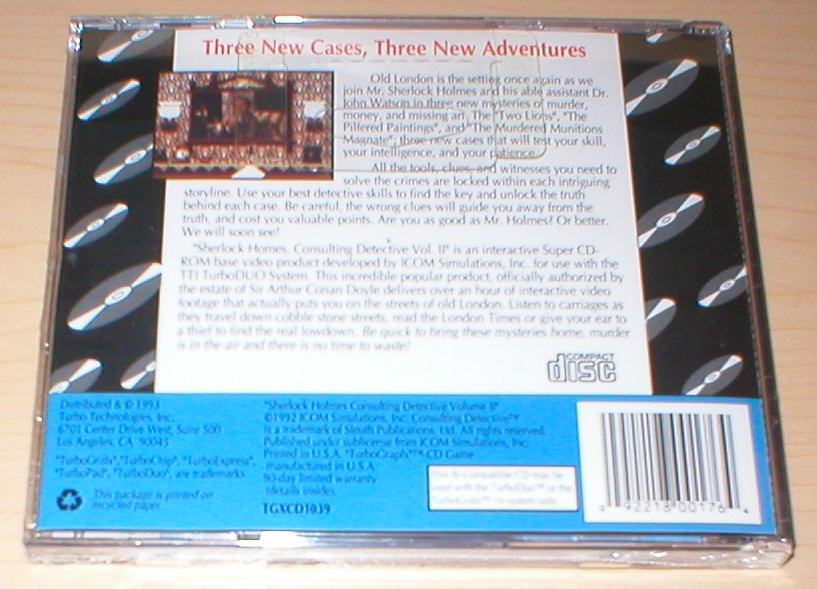 Three New Cases, Three New Adventures
Old London is the setting once again as we
join Mr. Sherlock Holmes and his able assistant Dr.
John Watson in three new mysteries of murder,
money, and missing art. The "Two Lions", "The
Pilfered Paintings", and "The Murdered Munitions
Magnate", three new cases that will test your skill,
your intelligence, and your patience.
All the tools, clues, and witnesses you need to
solve the crimes are locked within each intriguing
storyline. Use your best detective skills to find the key and unlock the truth
behind each case. Be careful, the wrong clues will guide you away from the
truth, and cost you valuable points. Are you as good as Mr. Holmes? Or better.
We will soon see!
"Sherlock Homes, Consulting Detective Vol. II" is an interactive Super CD-
ROM base video product developed by ICOM Simulations, Inc. for use with the
TTI TurboDUO System. This incredible popular product, officially authorized by
the estate of Sir Arthur Conan Doyle delivers over an hour of interactive video
footage that actually puts you on the streets of old London. Listen to carriages as
they travel down cobble stone streets, read the London Times or give your ear to
a thief to find the real lowdown. Be quick to bring these mysteries home, murder
is in the air and there is no time to waste!
COMPACT
disc
Distributed & © 1993
Turbo Technologies, Inc.
6701 Center Drive West, Suite 500
Los Angeles, CA 90045
"TurboGrafx", "TurboChip", "TurboExpress",
"TurboPad", "TurboDuo", are trademarks
This package is printed on
recycled paper.
"Sherlock Holmes Consulting Detective Volume II"
©1992 ICOM Simulations, Inc. Consulting Detective™
is a trademark of Sleuth Publications, Ltd. All rights reserved.
Published under sublicense from ICOM Simulations, Inc.
Printed in U.S.A. "TurboGrafx"™-CD Game
manufactured in U.S.A.
90-day limited warranty
details insides.
TGXCD1039
CD may be
used with the TurboDuo™ or the
92218 00176